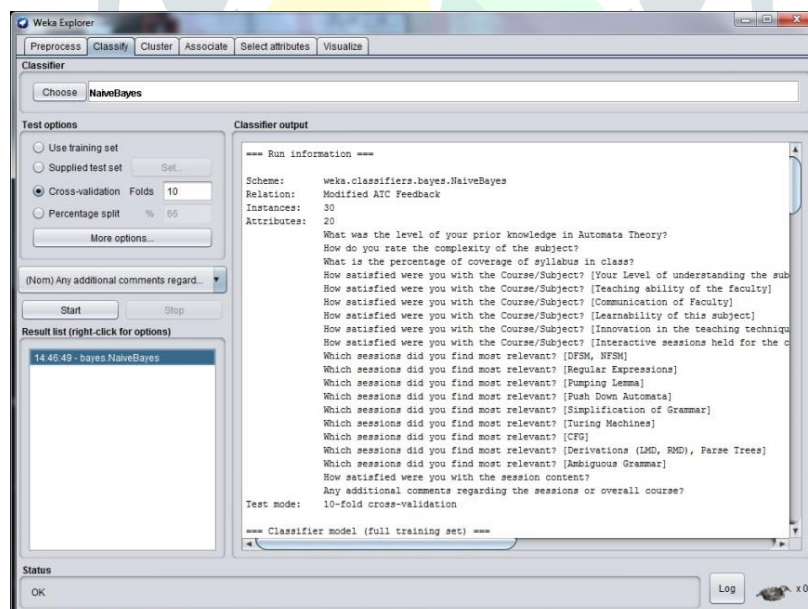 Weka Explorer
Preprocess Classify Cluster Associate Select attributes Visualize
Classifier
Choose NaiveBayes
Test options
Use training set
Supplied test set Set...
Cross-validation Folds 10
Percentage split % 66
More options...
(Nom) Any additional comments regard...
Start Stop
Result list (right-click for options)
14:46:49 - bayes.NaiveBayes
Classifier output
=== Run information ===
Scheme: weka.classifiers.bayes.NaiveBayes
Relation: Modified ATC Feedback
Instances: 30
Attributes: 20
What was the level of your prior knowledge in Automata Theory?
How do you rate the complexity of the subject?
What is the percentage of coverage of syllabus in class?
How satisfied were you with the Course/Subject? [Your Level of understanding the sub
How satisfied were you with the Course/Subject? [Teaching ability of the faculty]
How satisfied were you with the Course/Subject? [Communication of Faculty]
How satisfied were you with the Course/Subject? [Learnability of this subject]
How satisfied were you with the Course/Subject? [Innovation in the teaching techniqu
How satisfied were you with the Course/Subject? [Interactive sessions held for the c
Which sessions did you find most relevant? [DFSM, NFSM]
Which sessions did you find most relevant? [Regular Expressions]
Which sessions did you find most relevant? [Pumping Lemma]
Which sessions did you find most relevant? [Push Down Automata]
Which sessions did you find most relevant? [Simplification of Grammar]
Which sessions did you find most relevant? [Turing Machines]
Which sessions did you find most relevant? [CFG]
Which sessions did you find most relevant? [Derivations (LMD, RMD), Parse Trees]
Which sessions did you find most relevant? [Ambiguous Grammar]
How satisfied were you with the session content?
Any additional comments regarding the sessions or overall course?
Test mode: 10-fold cross-validation
=== Classifier model (full training set) ===
Status
OK
Log x 0